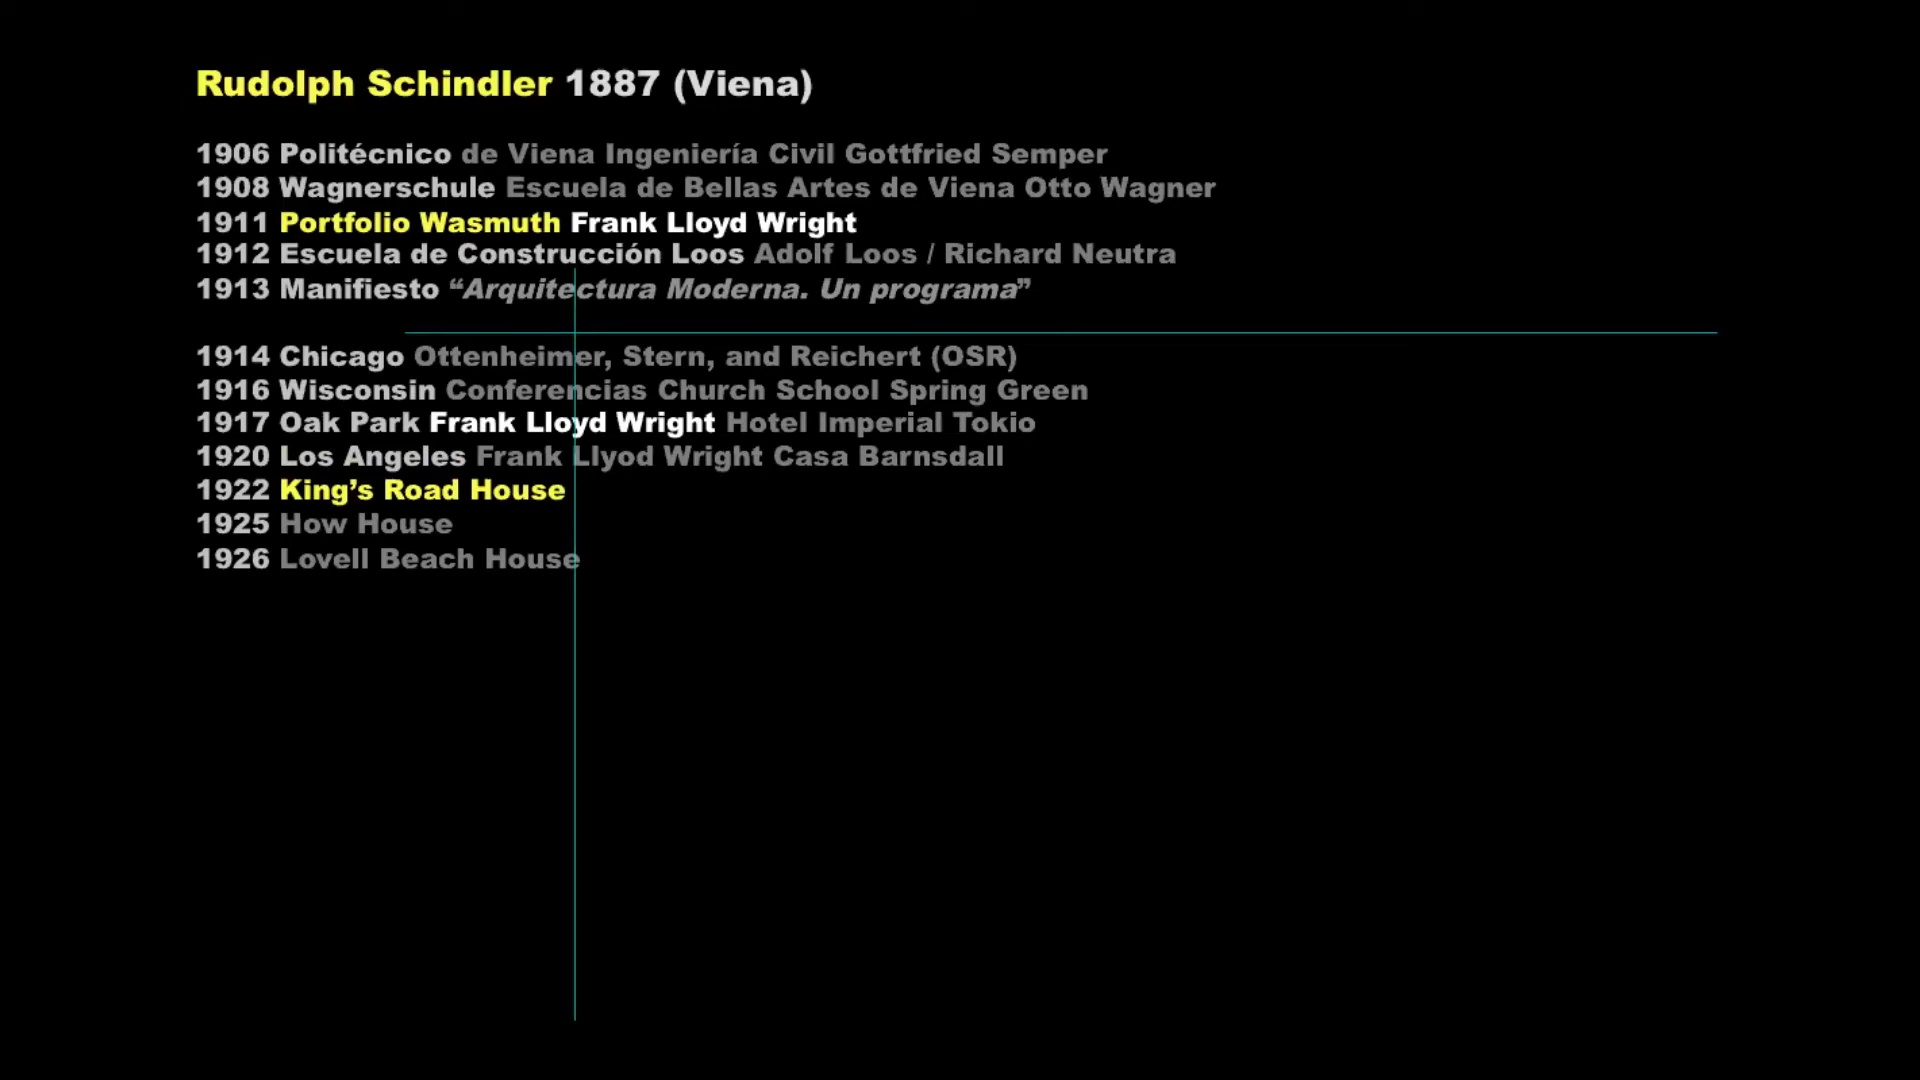 Rudolph Schindler 1887 (Viena)
1906 Politécnico de Viena Ingeniería Civil Gottfried Semper
1908 Wagnerschule Escuela de Bellas Artes de Viena Otto Wagner
1911 Portfolio Wasmuth Frank Lloyd Wright
1912 Escuela de Construcción Loos Adolf Loos / Richard Neutra
1913 Manifiesto “Arquitectura Moderna. Un programa”
1914 Chicago Ottenheimer, Stern, and Reichert (OSR)
1916 Wisconsin Conferencias Church School Spring Green
1917 Oak Park Frank Lloyd Wright Hotel Imperial Tokio
1920 Los Angeles Frank Llyod Wright Casa Barnsdall
1922 King’s Road House
1925 How House
1926 Lovell Beach House